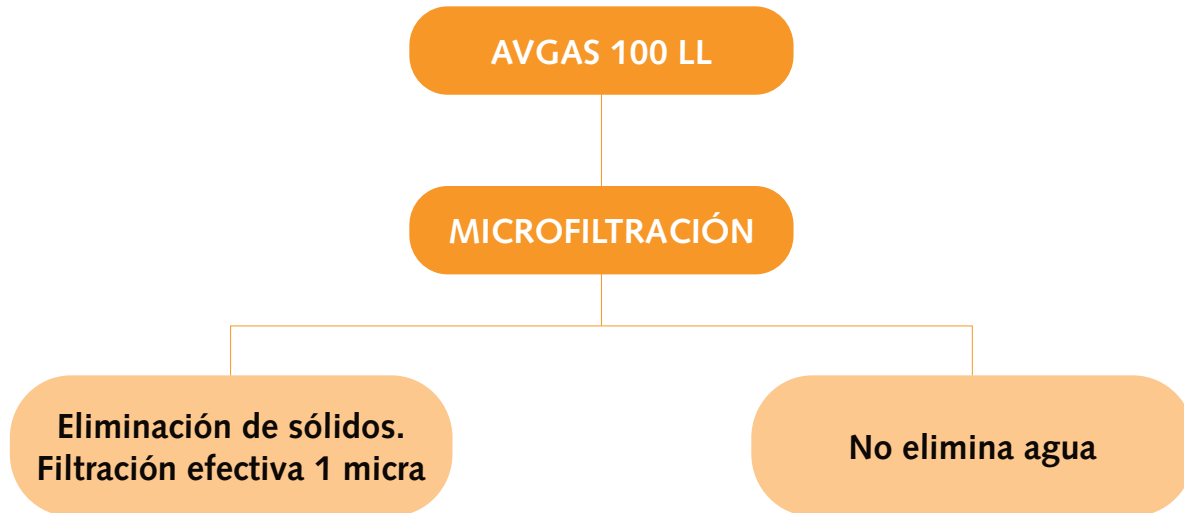 AVGAS 100 LL
MICROFILTRACIÓN
Eliminación de sólidos.
Filtración efectiva 1 micra
No elimina agua